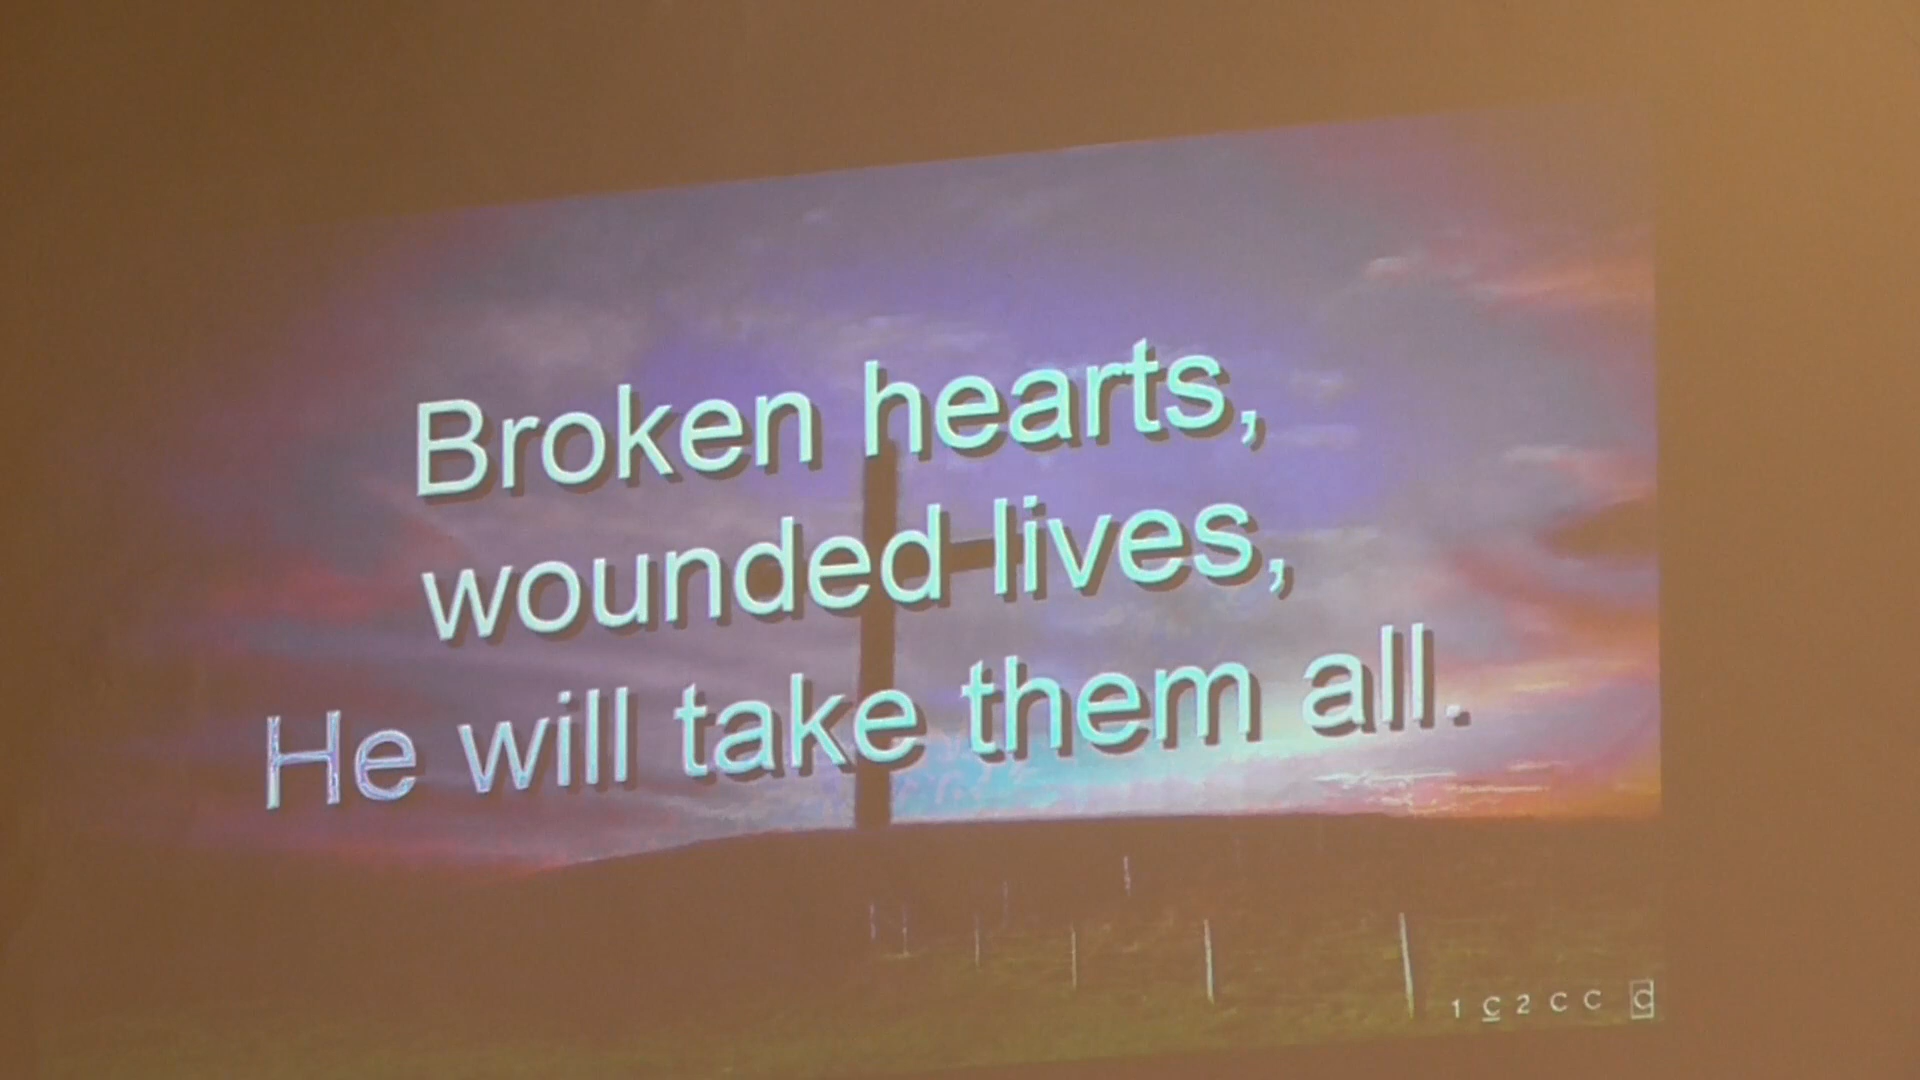 Broken hearts,
wounded lives,
He will take them all.
1 C 2 C C C